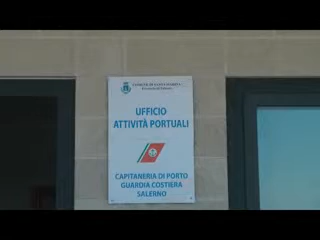 UFFICIO
ATTIVITÀ PORTUALI
CAPITANERIA DI PORTO
GUARDIA COSTIERA
SALERNO